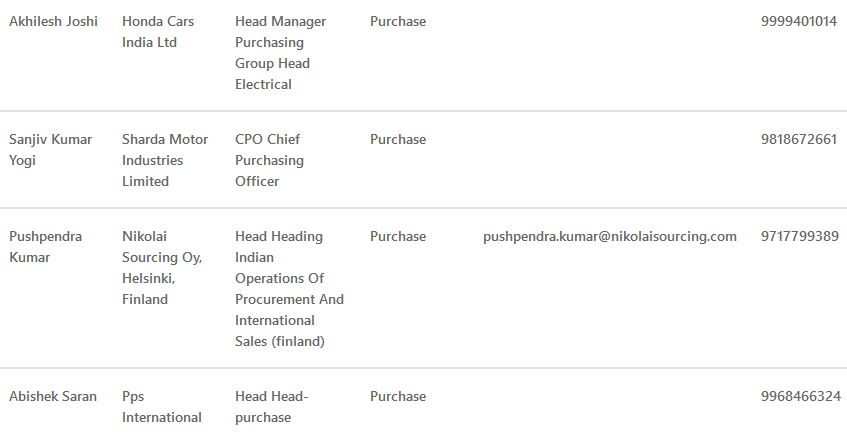 Akhilesh Joshi Honda Cars Head Manager Purchase 9999401014
India Ltd Purchasing
Group Head
Electrical
Sanjiv Kumar Sharda Motor CPO Chief Purchase 9818672661
Yogi Industries Purchasing
Limited Officer
Pushpendra Nikolai Head Heading Purchase pushpendra.kumar@nikolaisourcing.com 9717799389
Kumar Sourcing Oy, Indian
Helsinki, Operations Of
Finland Procurement And
International
Sales (finland)
Abishek Saran Pps Head Head- Purchase 9968466324
International purchase